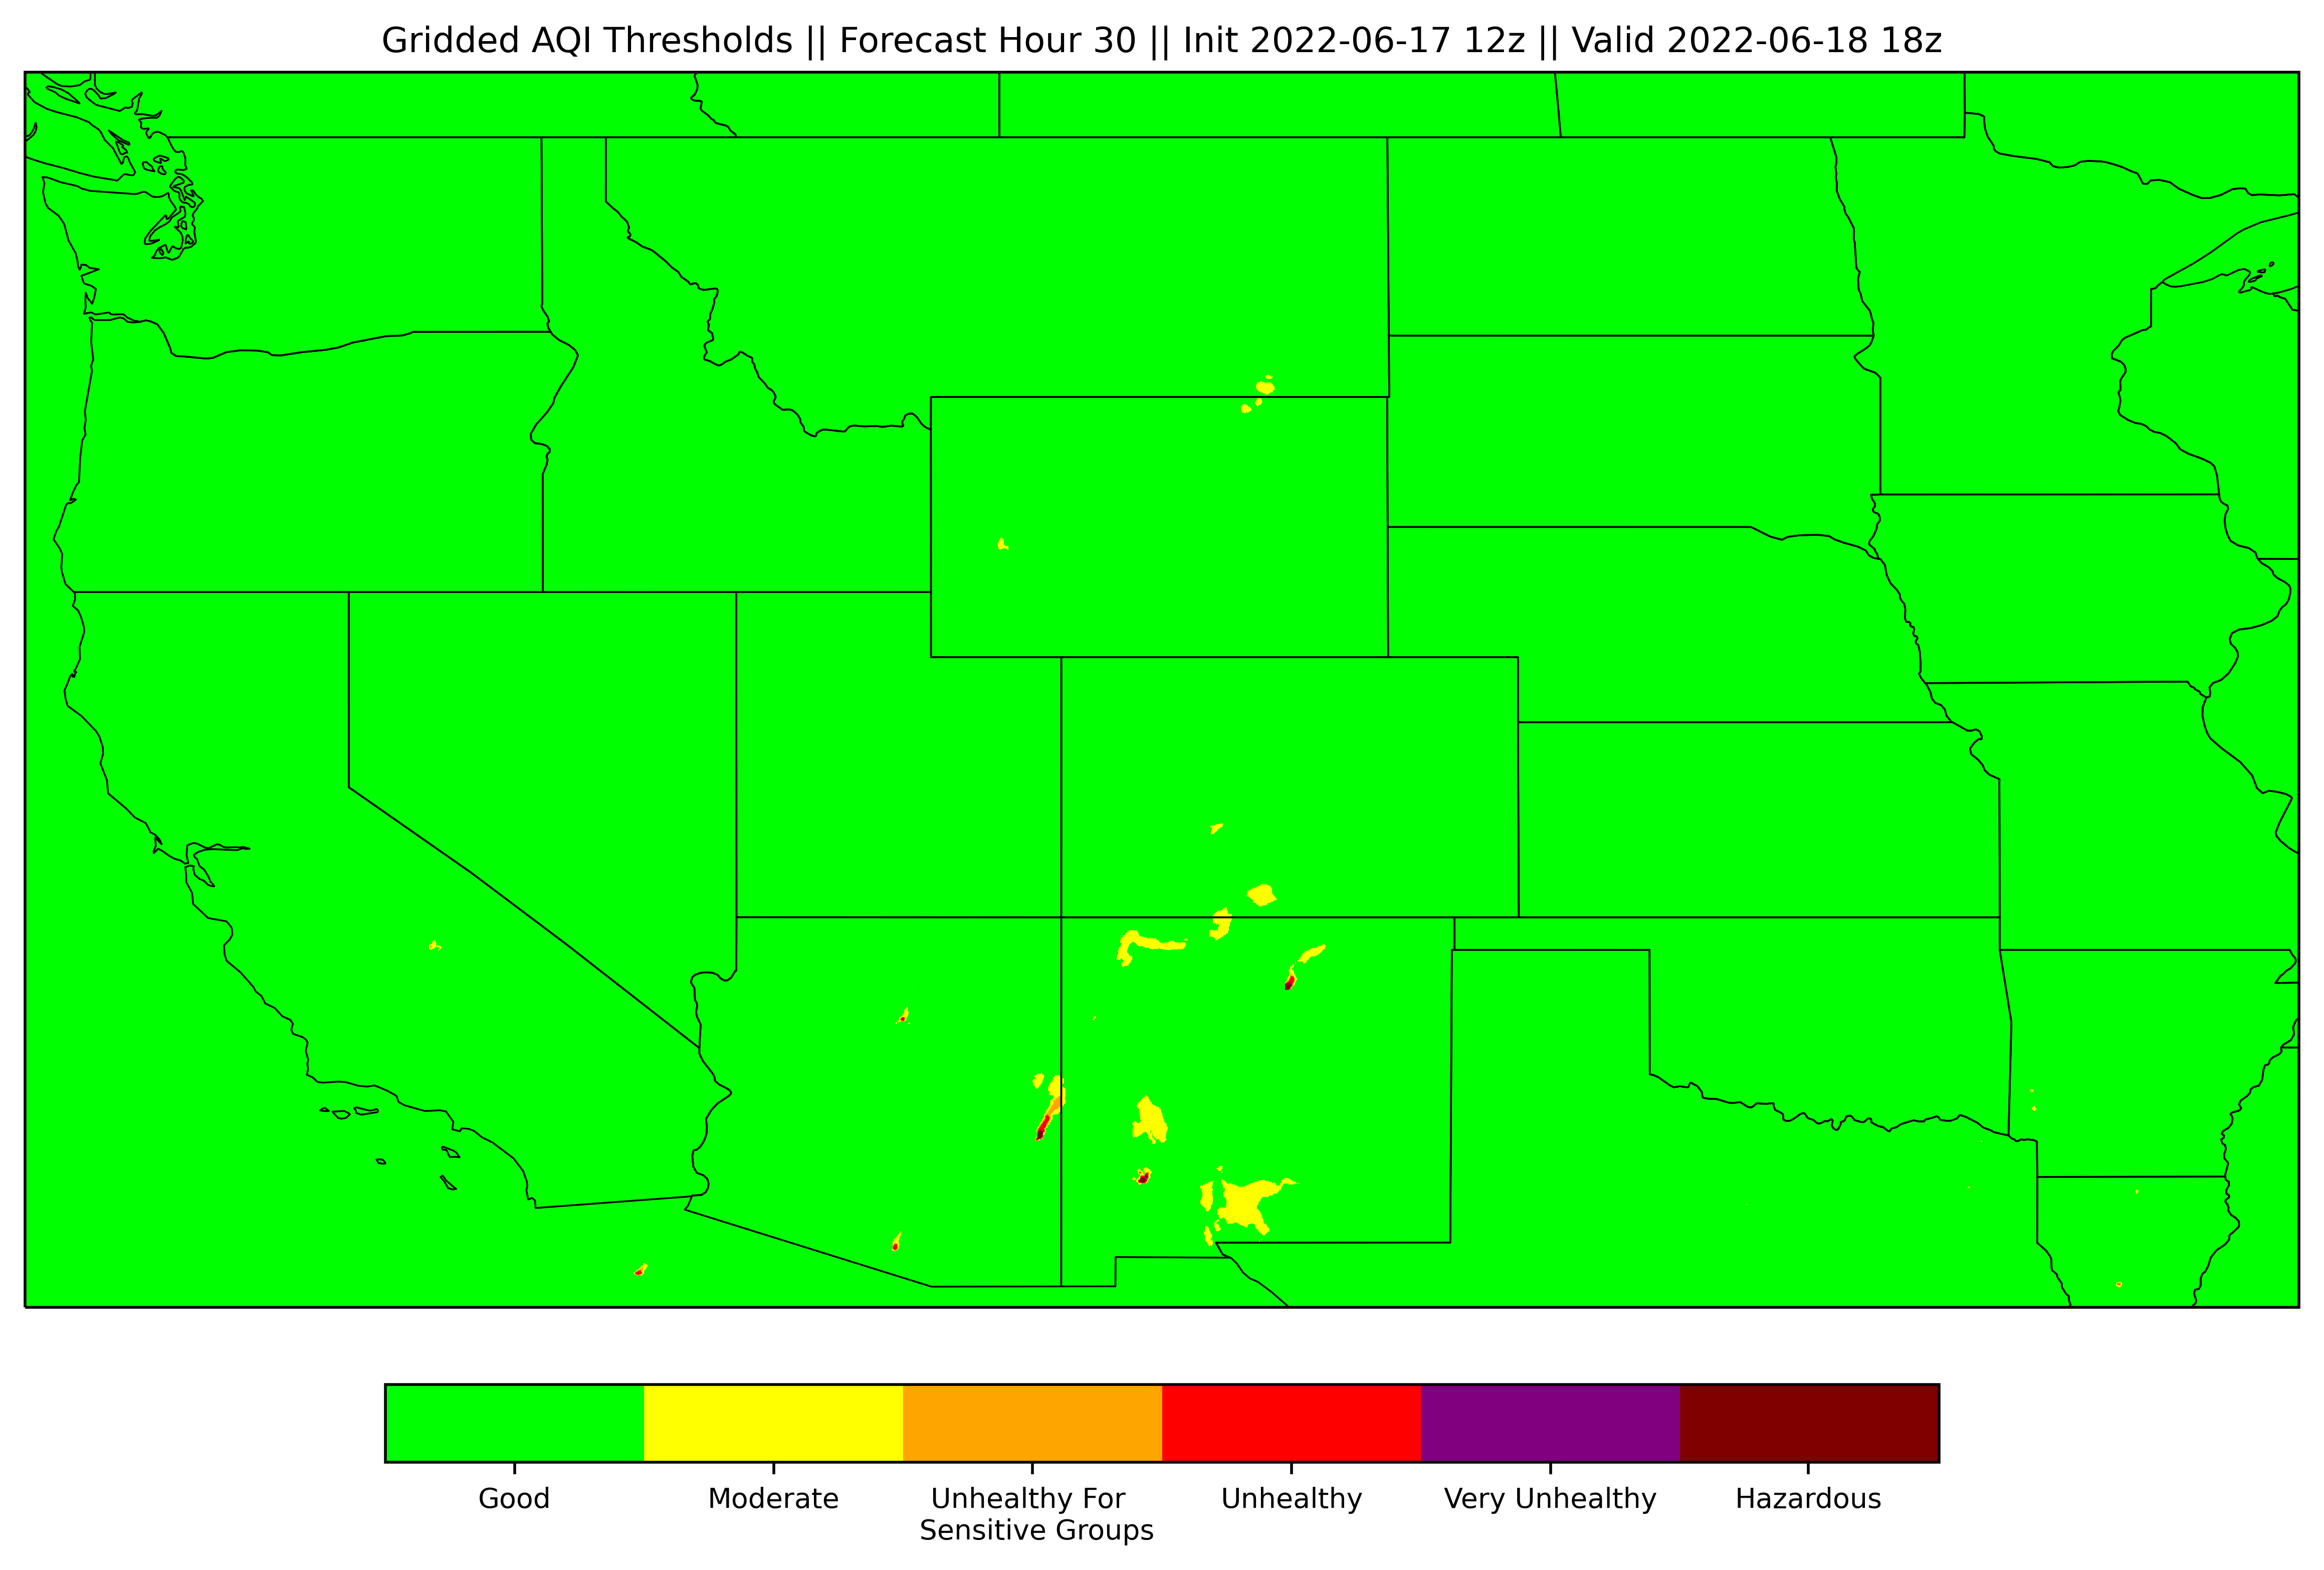 Gridded AQI Thresholds || Forecast Hour 30 || Init 2022-06-17 12z || Valid 2022-06-18 18z
Good Moderate Unhealthy For Unhealthy Very Unhealthy Hazardous
Sensitive Groups